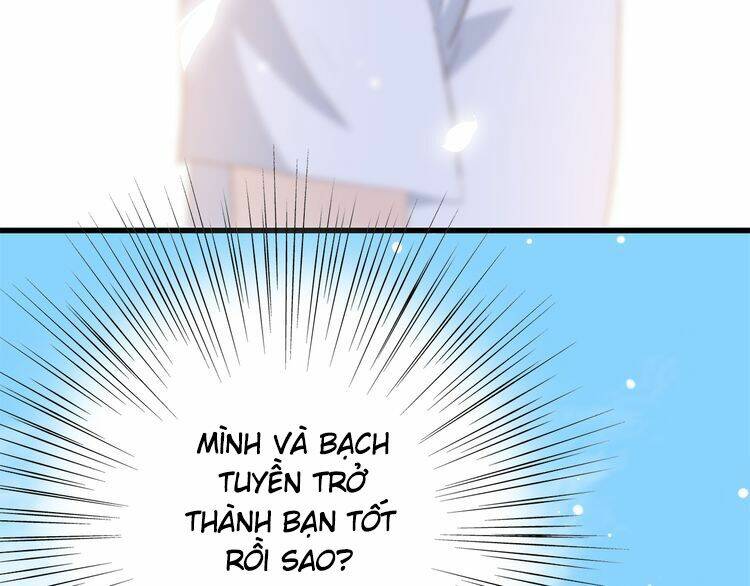 MÌNH VÀ BẠCH
TUYỀN TRỞ
THÀNH BẠN TỐT
RỒI SAO?